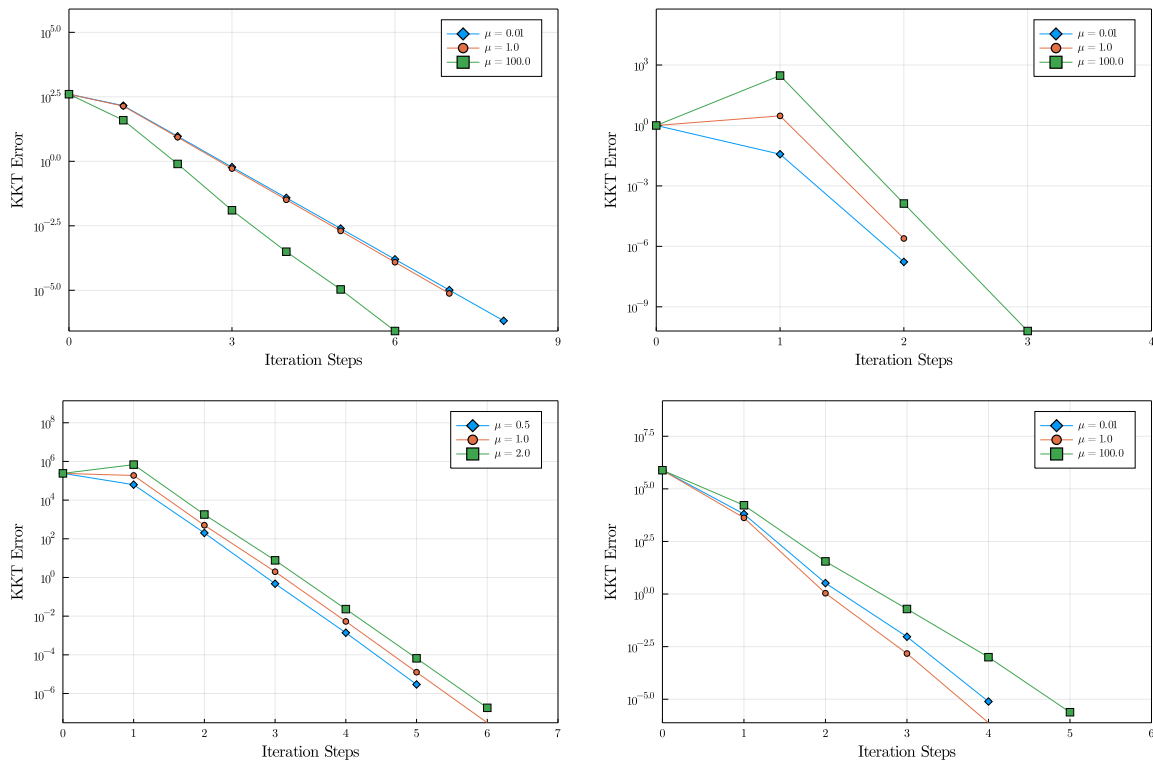 10^5.0
10^2.5
10^0.0
10^−2.5
10^−5.0
KKT Error
0 3 6 9
Iteration Steps
μ = 0.01
μ = 1.0
μ = 100.0
10^3
10^0
10^−3
10^−6
10^−9
KKT Error
0 1 2 3 4
Iteration Steps
μ = 0.01
μ = 1.0
μ = 100.0
10^8
10^6
10^4
10^2
10^0
10^−2
10^−4
10^−6
KKT Error
0 1 2 3 4 5 6 7
Iteration Steps
μ = 0.5
μ = 1.0
μ = 2.0
10^7.5
10^5.0
10^2.5
10^0.0
10^−2.5
10^−5.0
KKT Error
0 1 2 3 4 5 6
Iteration Steps
μ = 0.01
μ = 1.0
μ = 100.0